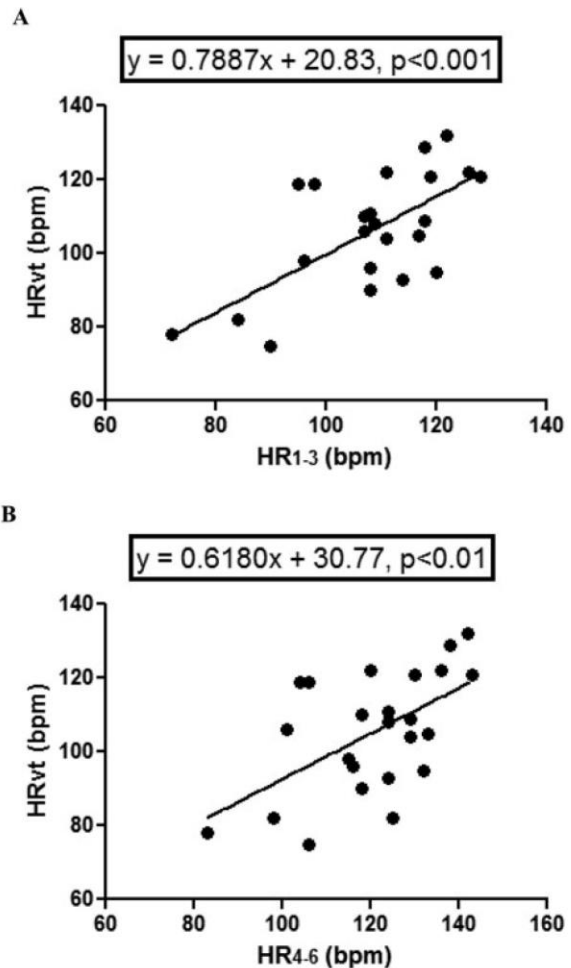 A
y = 0.7887x + 20.83, p<0.001
140
120
100
80
60
HRvt (bpm)
60 80 100 120 140
HR1-3 (bpm)
B
y = 0.6180x + 30.77, p<0.01
140
120
100
80
60
HRvt (bpm)
60 80 100 120 140 160
HR4-6 (bpm)